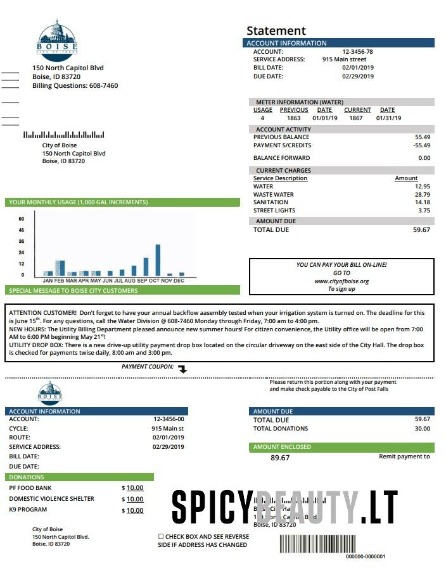 BOISE
150 North Capitol Blvd
Boise, ID 83720
Billing Questions: 608-7460
City of Boise
150 North Capitol Blvd
Boise, ID 83720
Statement
ACCOUNT INFORMATION
ACCOUNT: 12-3456-78
SERVICE ADDRESS: 915 Main street
BILL DATE: 02/01/2019
DUE DATE: 02/29/2019
METER INFORMATION (WATER)
USAGE PREVIOUS DATE CURRENT DATE
4 1863 01/01/19 1867 01/31/19
ACCOUNT ACTIVITY
PREVIOUS BALANCE 55.49
PAYMENT S/CREDITS -55.49
BALANCE FORWARD 0.00
CURRENT CHARGES
Service Description Amount
WATER 12.95
WASTE WATER 28.79
SANITATION 14.18
STREET LIGHTS 3.75
AMOUNT DUE
TOTAL DUE 59.67
YOUR MONTHLY USAGE (1,000 GAL INCREMENTS)
60
48
36
24
12
0
JAN FEB MAR APR MAY JUN JUL AUG SEP OCT NOV DEC
SPECIAL MESSAGE TO BOISE CITY CUSTOMERS
YOU CAN PAY YOUR BILL ON-LINE!
GO TO
www.cityofboise.org
To sign up
ATTENTION CUSTOMER! Don't forget to have your annual backflow assembly tested when your irrigation system is turned on. The deadline for this
is June 15th. For any questions, call the Water Division @ 608-7460 Monday through Friday, 7:00 am to 4:00 pm.
NEW HOURS: The Utility Billing Department pleased announce new summer hours! For citizen convenience, the Utility office will be open from 7:00
AM to 6:00 PM beginning May 21st!
UTILITY DROP BOX: There is a new drive-up utility payment drop box located on the circular driveway on the east side of the City Hall. The drop box
is checked for payments twise daily, 8:00 am and 3:00 pm.
PAYMENT COUPON:
Please return this portion along with your payment
and make check payable to the City of Post Falls
BOISE
ACCOUNT INFORMATION
ACCOUNT: 12-3456-00
CYCLE: 915 Main st
ROUTE: 02/01/2019
SERVICE ADDRESS: 02/29/2019
BILL DATE:
DUE DATE:
DONATIONS
PF FOOD BANK $ 10.00
DOMESTIC VIOLENCE SHELTER $ 10.00
K9 PROGRAM $ 10.00
AMOUNT DUE
TOTAL DUE 59.67
TOTAL DONATIONS 30.00
AMOUNT ENCLOSED
89.67 Remit payment to
SPICYBEAUTY.LT
Boise, ID 83720
City of Boise
150 North Capitol Blvd.
Boise, ID 83720
☐ CHECK BOX AND SEE REVERSE
SIDE IF ADDRESS HAS CHANGED
000000-0000001